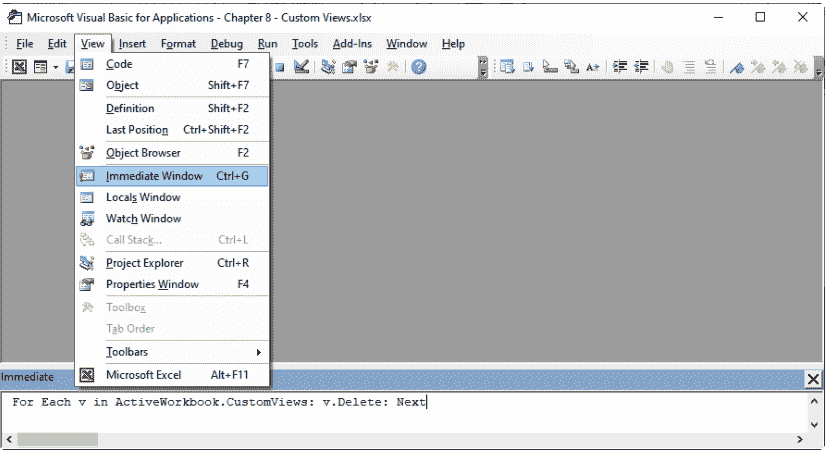 Microsoft Visual Basic for Applications - Chapter 8 - Custom Views.xlsx
File Edit View Insert Format Debug Run Tools Add-Ins Window Help
Code F7
Object Shift+F7
Definition Shift+F2
Last Position Ctrl+Shift+F2
Object Browser F2
Immediate Window Ctrl+G
Locals Window
Watch Window
Call Stack... Ctrl+L
Project Explorer Ctrl+R
Properties Window F4
Toolbox
Tab Order
Toolbars
Microsoft Excel Alt+F11
Immediate
For Each v in ActiveWorkbook.CustomViews: v.Delete: Next